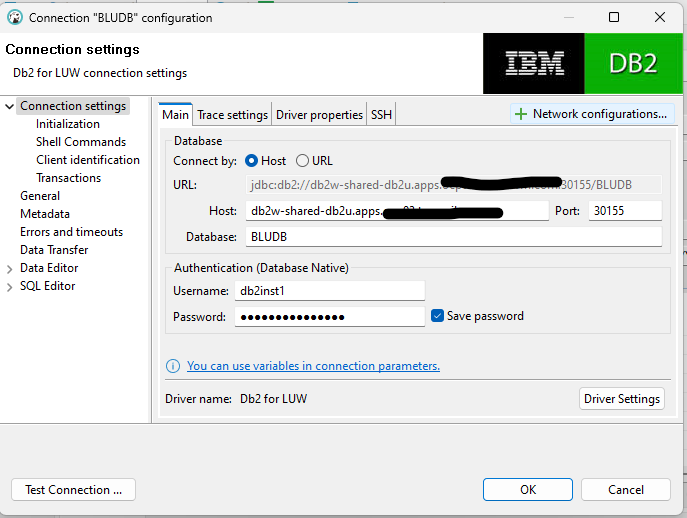 Connection "BLUDB" configuration
Connection settings
Db2 for LUW connection settings
IBM DB2
Connection settings
Initialization
Shell Commands
Client identification
Transactions
General
Metadata
Errors and timeouts
Data Transfer
Data Editor
SQL Editor
Main Trace settings Driver properties SSH Network configurations...
Database
Connect by: Host URL
URL: jdbc:db2://db2w-shared-db2u.apps. 30155/BLUDB
Host: db2w-shared-db2u.apps. Port: 30155
Database: BLUDB
Authentication (Database Native)
Username: db2inst1
Password: ●●●●●●●●●●●●●●● Save password
You can use variables in connection parameters.
Driver name: Db2 for LUW Driver Settings
Test Connection ... OK Cancel